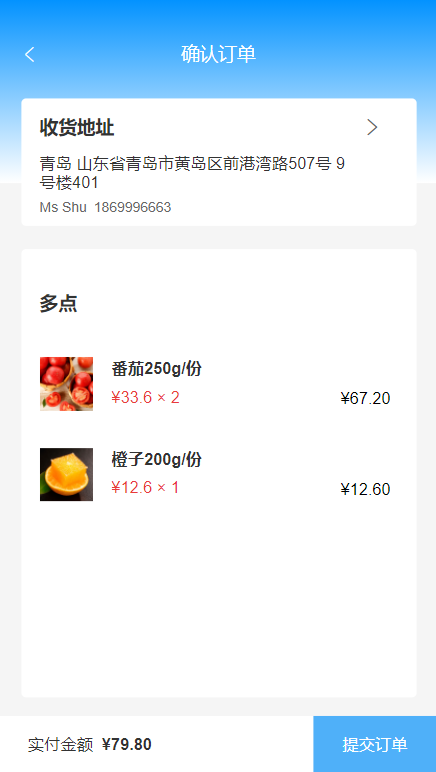 确认订单
收货地址
青岛 山东省青岛市黄岛区前港湾路507号 9
号楼401
Ms Shu 1869996663
多点
番茄250g/份
¥33.6 × 2
¥67.20
橙子200g/份
¥12.6 × 1
¥12.60
实付金额 ¥79.80
提交订单